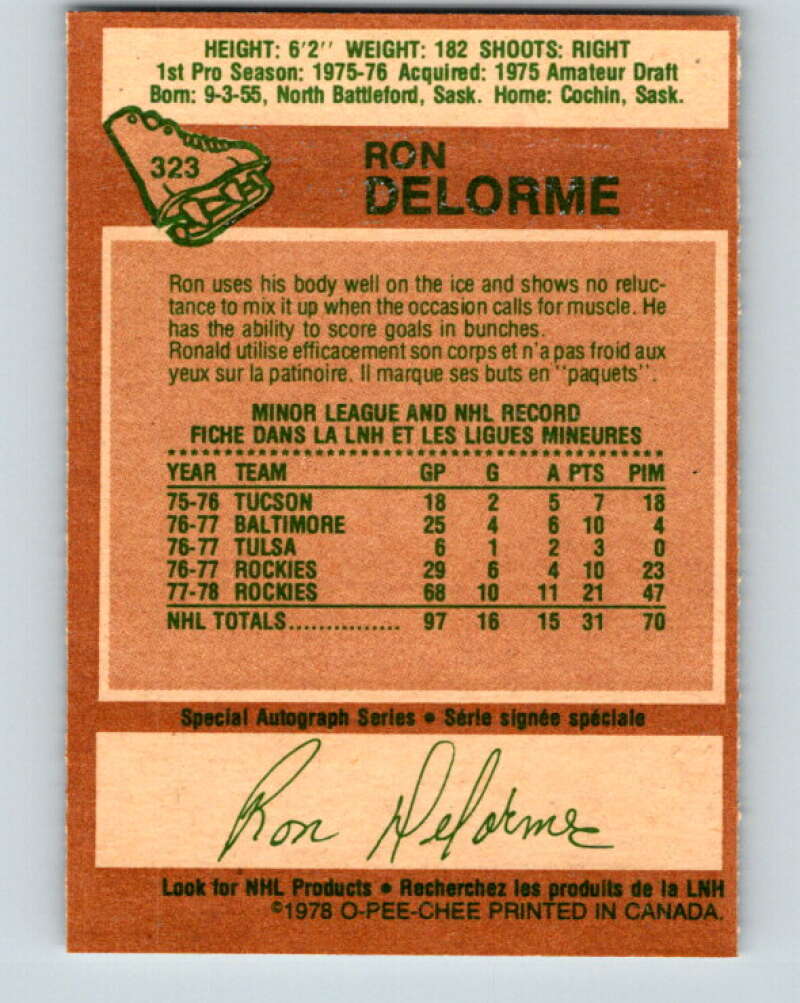 HEIGHT: 6'2'' WEIGHT: 182 SHOOTS: RIGHT
1st Pro Season: 1975-76 Acquired: 1975 Amateur Draft
Born: 9-3-55, North Battleford, Sask. Home: Cochin, Sask.
323
RON
DELORME
Ron uses his body well on the ice and shows no reluc-
tance to mix it up when the occasion calls for muscle. He
has the ability to score goals in bunches.
Ronald utilise efficacement son corps et n'a pas froid aux
yeux sur la patinoire. Il marque ses buts en ''paquets''.
MINOR LEAGUE AND NHL RECORD
FICHE DANS LA LNH ET LES LIGUES MINEURES
YEAR TEAM GP G A PTS PIM
75-76 TUCSON 18 2 5 7 18
76-77 BALTIMORE 25 4 6 10 4
76-77 TULSA 6 1 2 3 0
76-77 ROCKIES 29 6 4 10 23
77-78 ROCKIES 68 10 11 21 47
NHL TOTALS............... 97 16 15 31 70
Special Autograph Series • Série signée spéciale
Ron Delorme
Look for NHL Products • Recherchez les produits de la LNH
©1978 O-PEE-CHEE PRINTED IN CANADA.